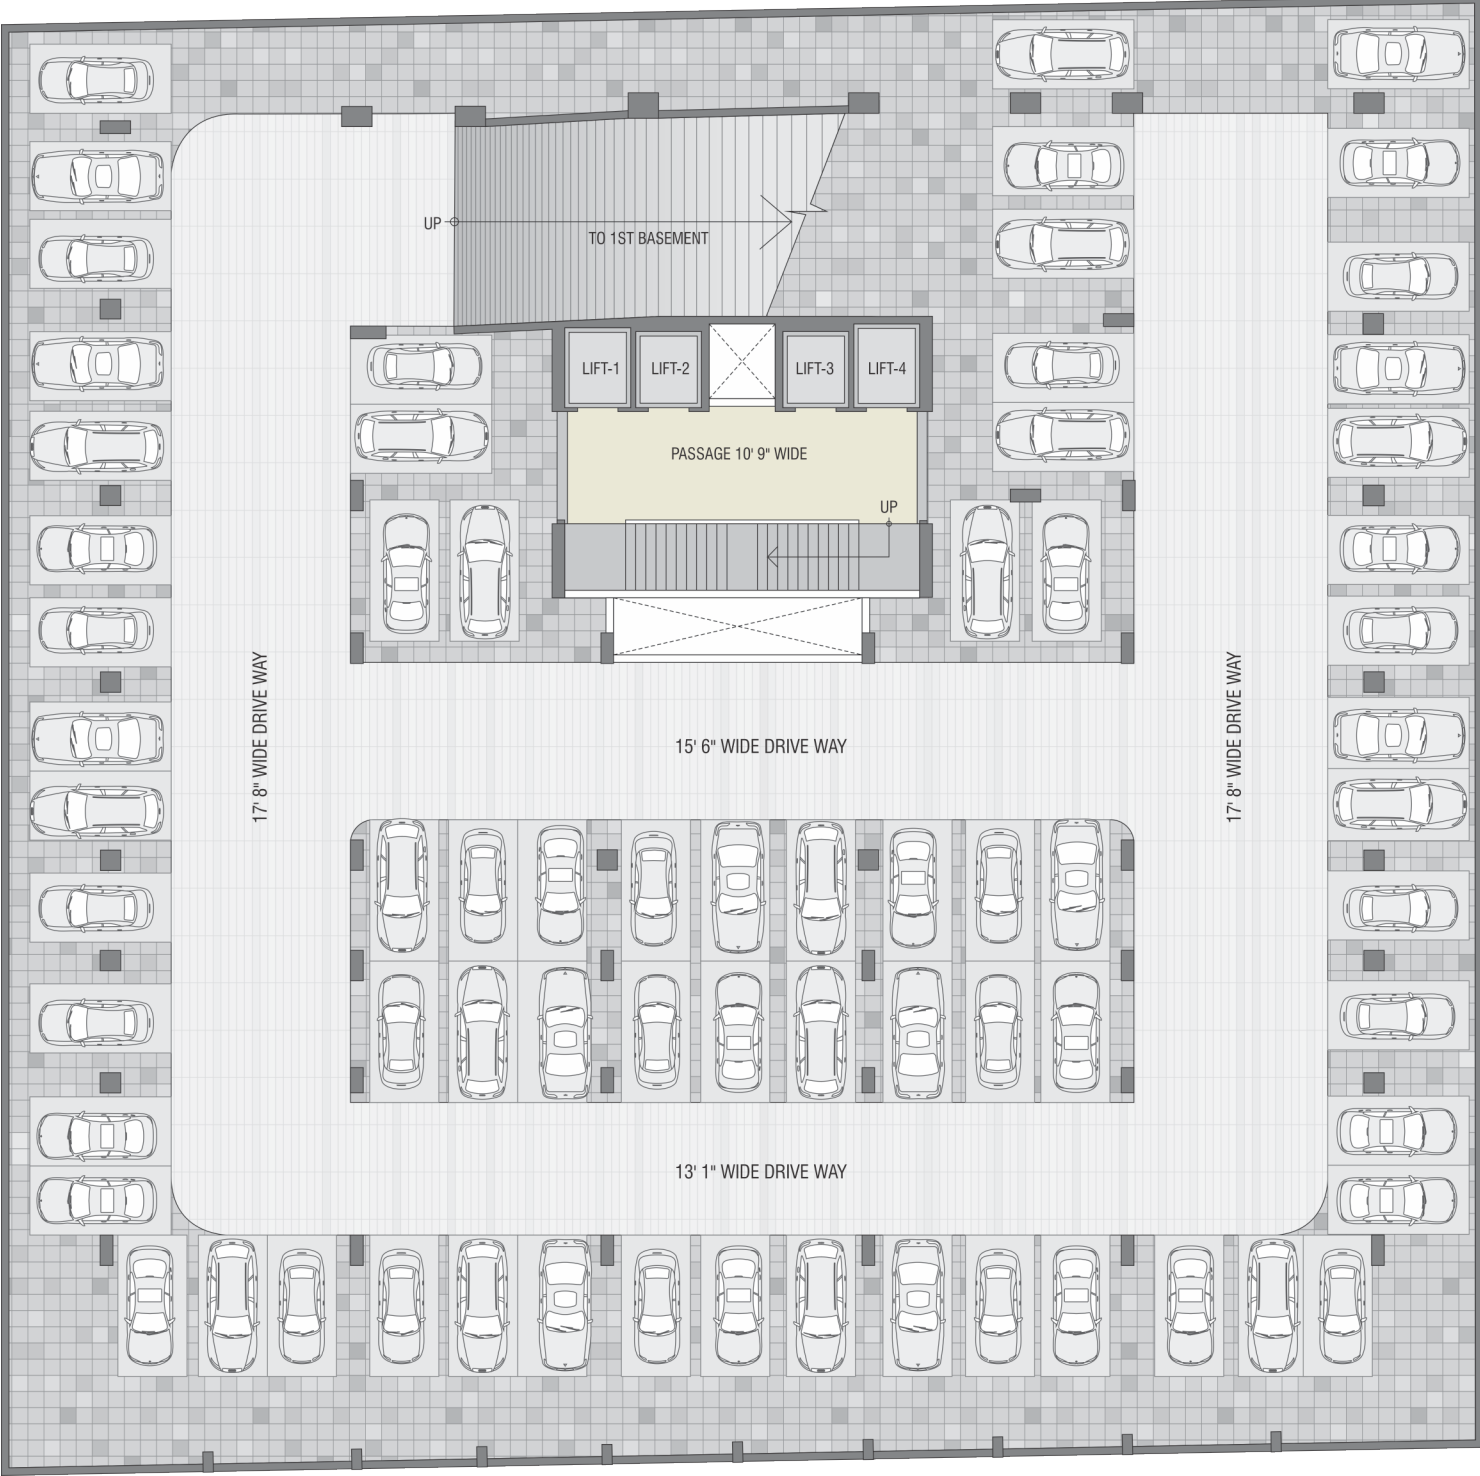 UP
TO 1ST BASEMENT
LIFT-1
LIFT-2
LIFT-3
LIFT-4
PASSAGE 10' 9" WIDE
UP
17' 8" WIDE DRIVE WAY
15' 6" WIDE DRIVE WAY
17' 8" WIDE DRIVE WAY
13' 1" WIDE DRIVE WAY